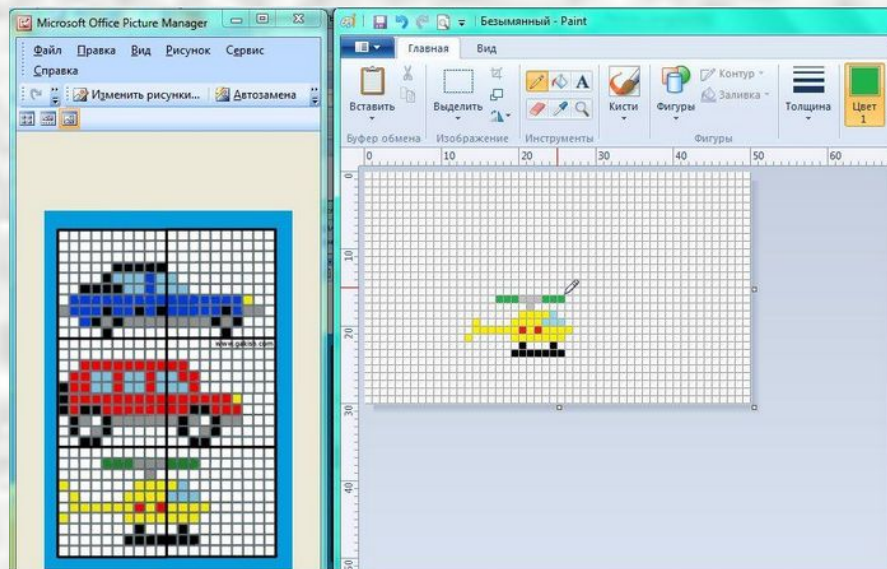 Microsoft Office Picture Manager
Файл Правка Вид Рисунок Сервис
Справка
Изменить рисунки... Автозамена
www.galkish.com
Безымянный - Paint
Главная Вид
Вставить
Выделить
Кисти
Фигуры
Контур
Заливка
Толщина
Цвет
1
Буфер обмена Изображение Инструменты Фигуры
0 10 20 30 40 50 60
0
10
20
30
40
50